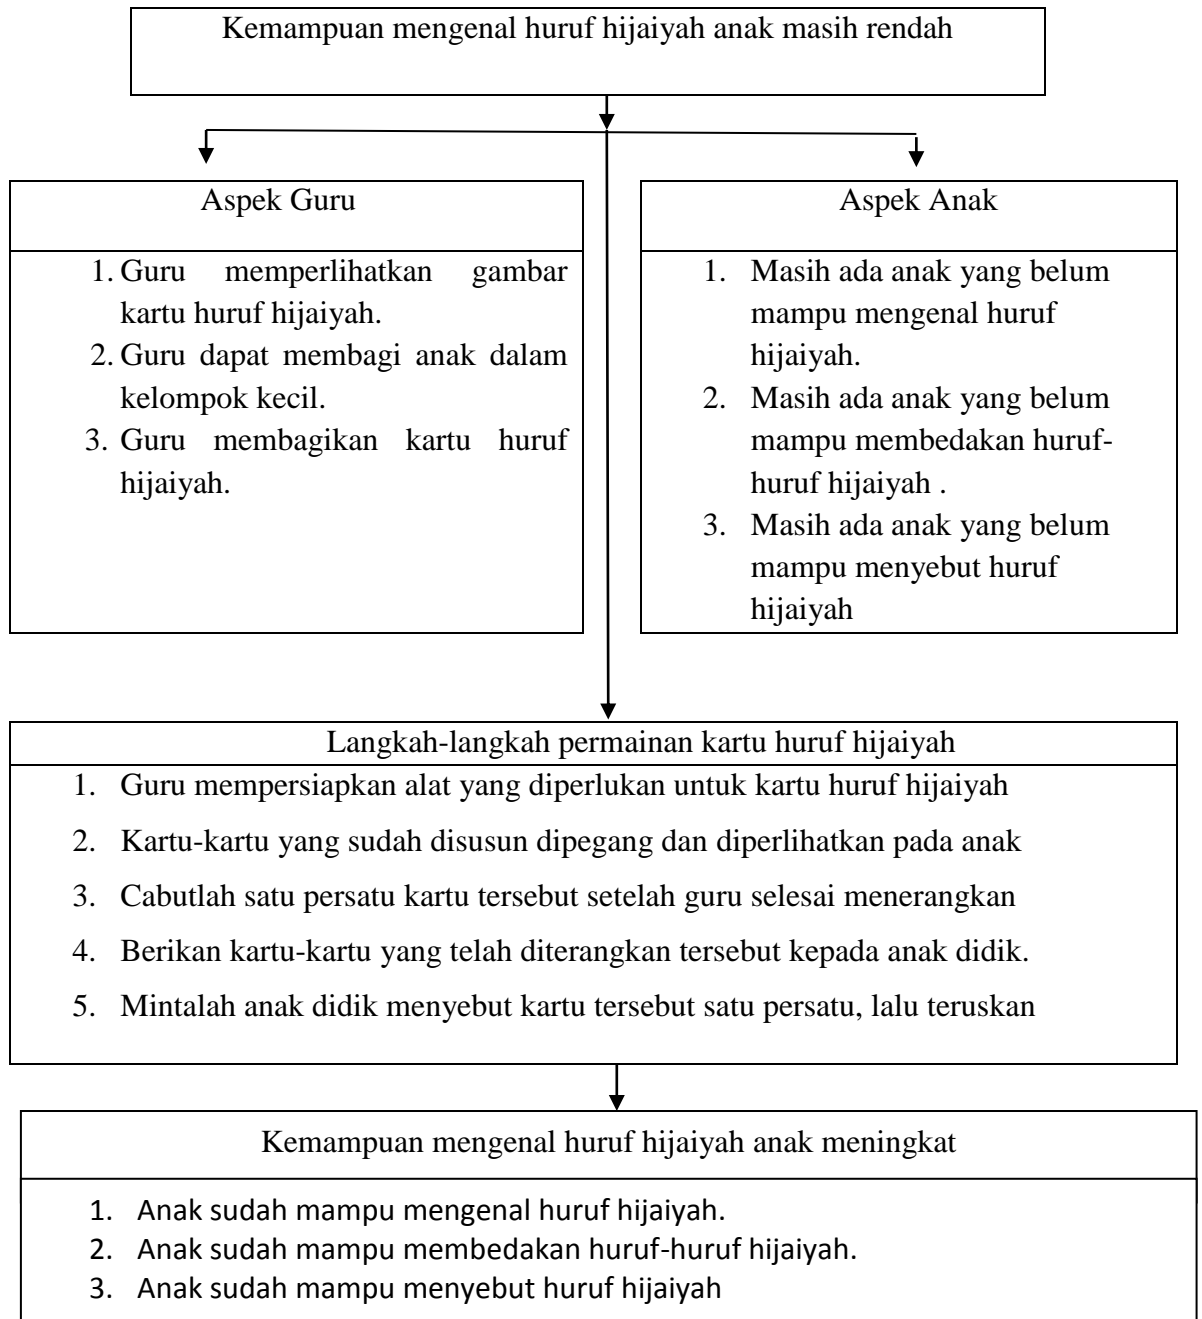 Kemampuan mengenal huruf hijaiyah anak masih rendah
Aspek Guru
1. Guru memperlihatkan gambar
kartu huruf hijaiyah.
2. Guru dapat membagi anak dalam
kelompok kecil.
3. Guru membagikan kartu huruf
hijaiyah.
Aspek Anak
1. Masih ada anak yang belum
mampu mengenal huruf
hijaiyah.
2. Masih ada anak yang belum
mampu membedakan huruf-
huruf hijaiyah .
3. Masih ada anak yang belum
mampu menyebut huruf
hijaiyah
Langkah-langkah permainan kartu huruf hijaiyah
1. Guru mempersiapkan alat yang diperlukan untuk kartu huruf hijaiyah
2. Kartu-kartu yang sudah disusun dipegang dan diperlihatkan pada anak
3. Cabutlah satu persatu kartu tersebut setelah guru selesai menerangkan
4. Berikan kartu-kartu yang telah diterangkan tersebut kepada anak didik.
5. Mintalah anak didik menyebut kartu tersebut satu persatu, lalu teruskan
Kemampuan mengenal huruf hijaiyah anak meningkat
1. Anak sudah mampu mengenal huruf hijaiyah.
2. Anak sudah mampu membedakan huruf-huruf hijaiyah.
3. Anak sudah mampu menyebut huruf hijaiyah